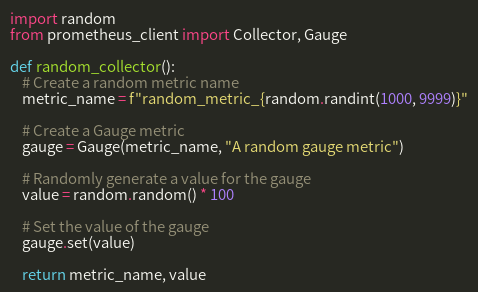 import random
from prometheus_client import Collector, Gauge

def random_collector():
    # Create a random metric name
    metric_name = f"random_metric_{random.randint(1000, 9999)}"

    # Create a Gauge metric
    gauge = Gauge(metric_name, "A random gauge metric")

    # Randomly generate a value for the gauge
    value = random.random() * 100

    # Set the value of the gauge
    gauge.set(value)

    return metric_name, value